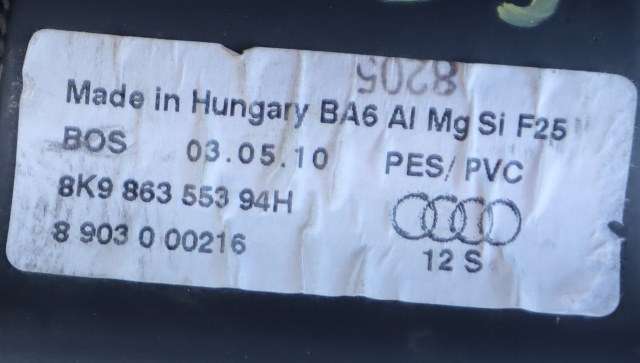 8205
Made in Hungary BA6 Al Mg Si F25
BOS 03.05.10 PES/ PVC
8K9 863 553 94H
8 903 0 00216
12 S